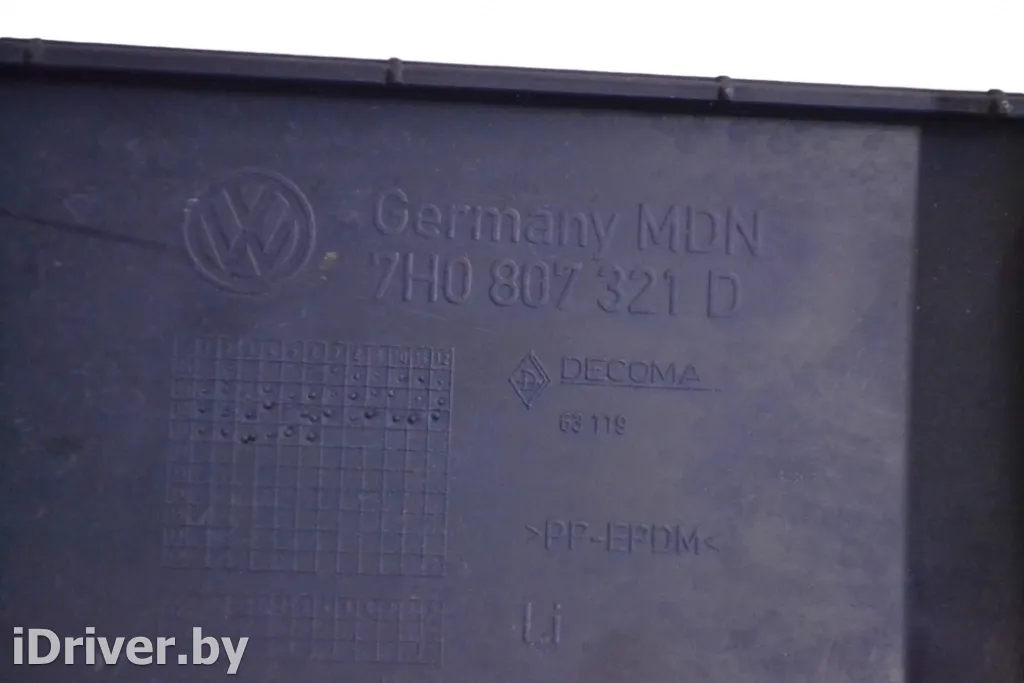 Germany MDN
7H0 807 321 D
DECOMA
63 119
>PP-EPDM<
Li
iDriver.by